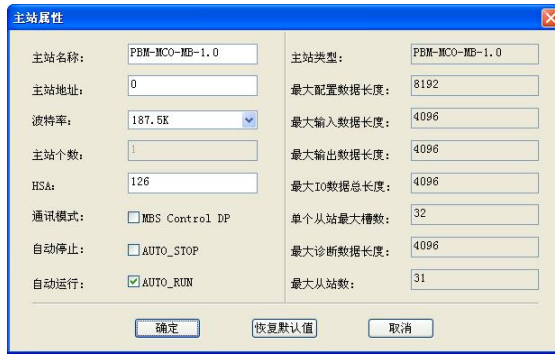 主站属性
主站名称： PBM-MCO-MB-1.0
主站地址： 0
波特率： 187.5K
主站个数： 1
HSA： 126
通讯模式： MBS Control DP
自动停止： AUTO_STOP
自动运行： AUTO_RUN
主站类型： PBM-MCO-MB-1.0
最大配置数据长度： 8192
最大输入数据长度： 4096
最大输出数据长度： 4096
最大IO数据总长度： 4096
单个从站最大槽数： 32
最大诊断数据长度： 4096
最大从站数： 31
确定 恢复默认值 取消